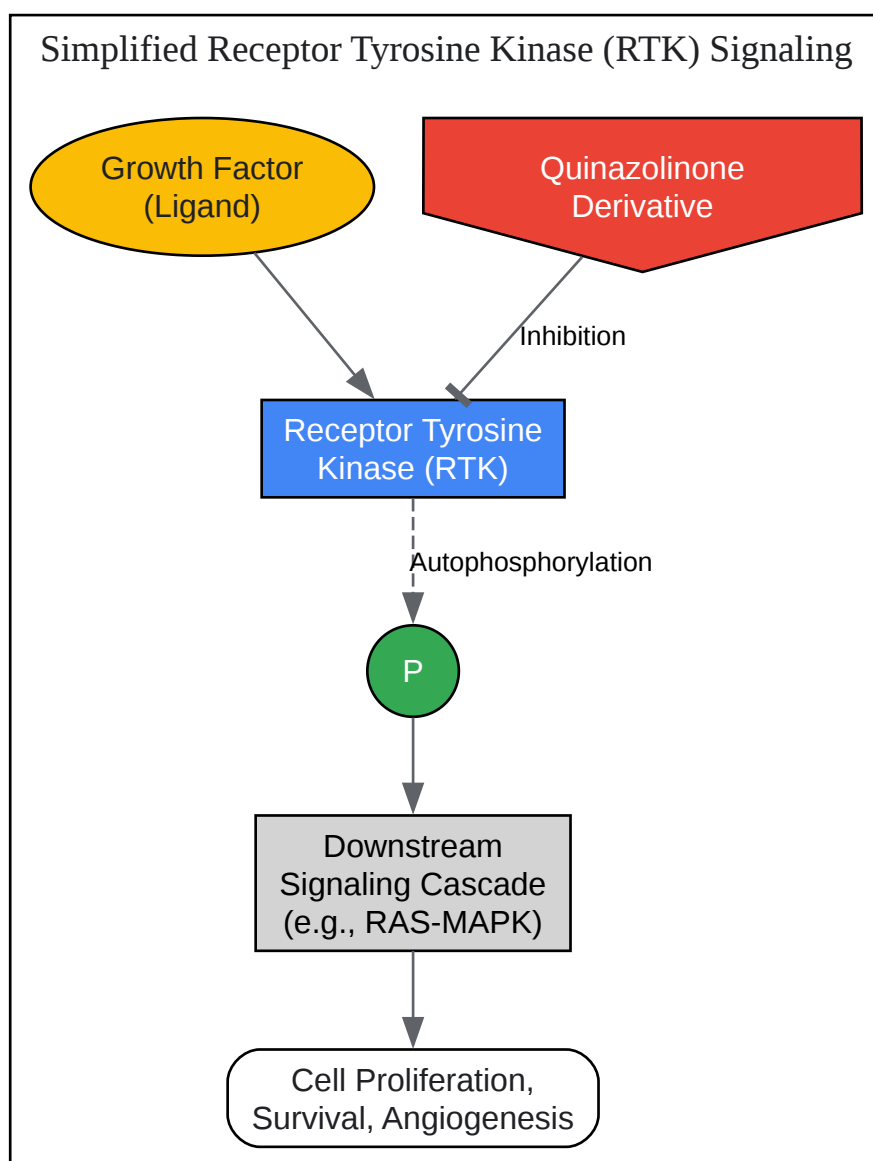 Simplified Receptor Tyrosine Kinase (RTK) Signaling
Growth Factor
(Ligand)
Quinazolinone
Derivative
Inhibition
Receptor Tyrosine
Kinase (RTK)
Autophosphorylation
P
Downstream
Signaling Cascade
(e.g., RAS-MAPK)
Cell Proliferation,
Survival, Angiogenesis